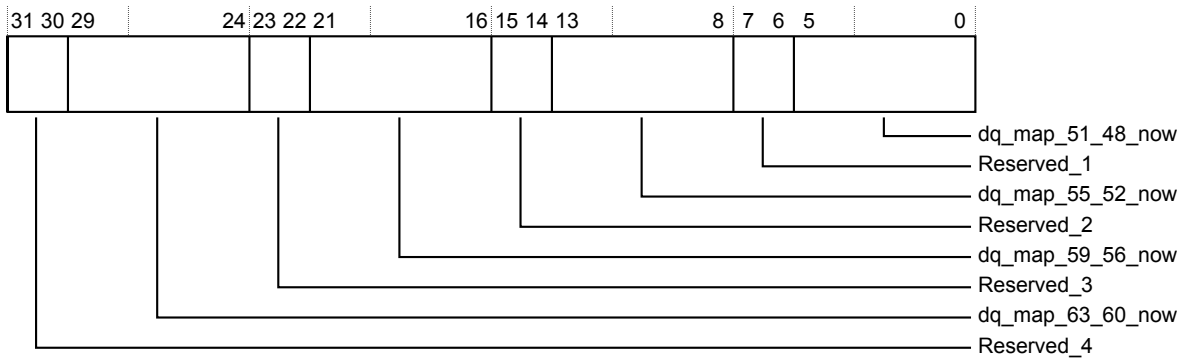 31 30 29 24 23 22 21 16 15 14 13 8 7 6 5 0
dq_map_51_48_now
Reserved_1
dq_map_55_52_now
Reserved_2
dq_map_59_56_now
Reserved_3
dq_map_63_60_now
Reserved_4